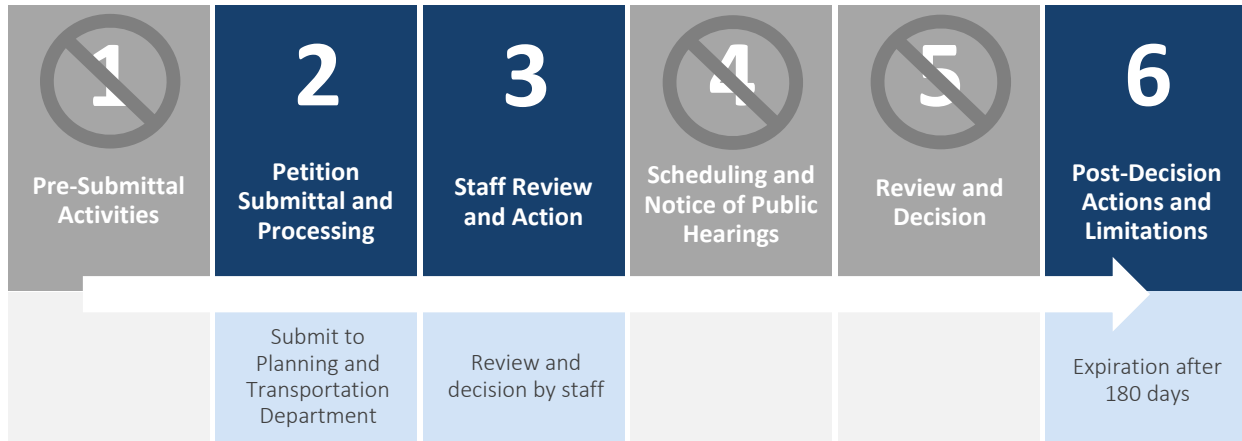 1
Pre-Submittal
Activities
2
Petition
Submittal and
Processing
3
Staff Review
and Action
4
Scheduling and
Notice of Public
Hearings
5
Review and
Decision
6
Post-Decision
Actions and
Limitations
Submit to
Planning and
Transportation
Department
Review and
decision by staff
Expiration after
180 days